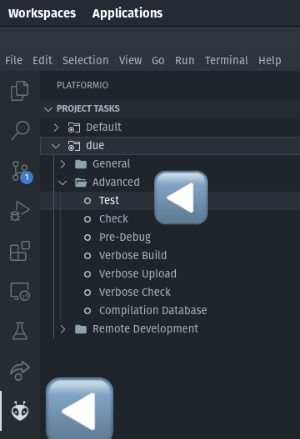 Workspaces Applications
File Edit Selection View Go Run Terminal Help
PLATFORMIO
PROJECT TASKS
Default
due
General
Advanced
Test
Check
Pre-Debug
Verbose Build
Verbose Upload
Verbose Check
Compilation Database
Remote Development
1